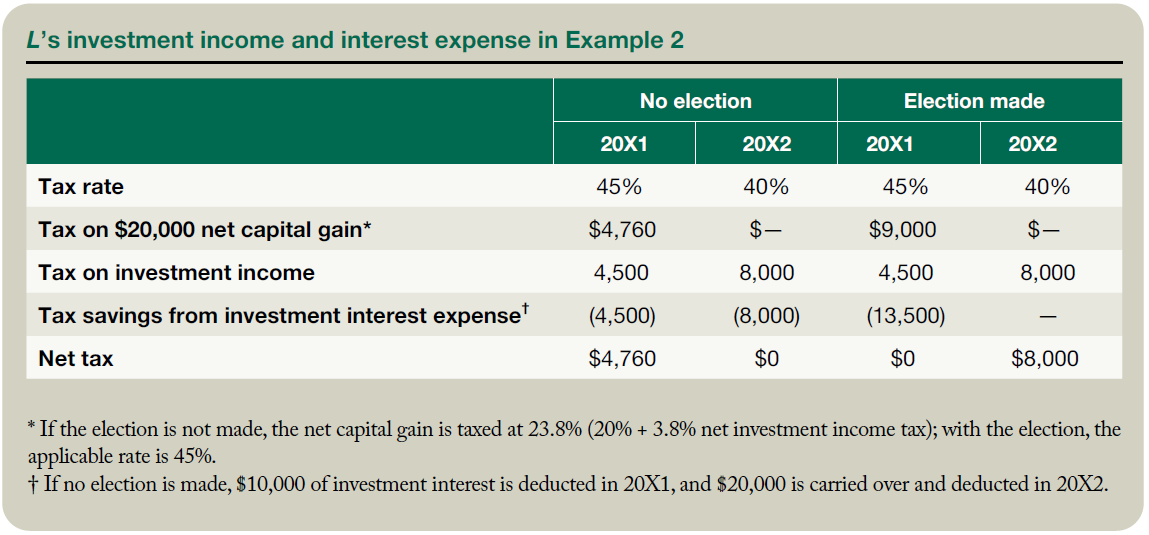 L’s investment income and interest expense in Example 2
No election Election made
20X1 20X2 20X1 20X2
Tax rate 45% 40% 45% 40%
Tax on $20,000 net capital gain* $4,760 $— $9,000 $—
Tax on investment income 4,500 8,000 4,500 8,000
Tax savings from investment interest expense† (4,500) (8,000) (13,500) —
Net tax $4,760 $0 $0 $8,000
* If the election is not made, the net capital gain is taxed at 23.8% (20% + 3.8% net investment income tax); with the election, the
applicable rate is 45%.
† If no election is made, $10,000 of investment interest is deducted in 20X1, and $20,000 is carried over and deducted in 20X2.